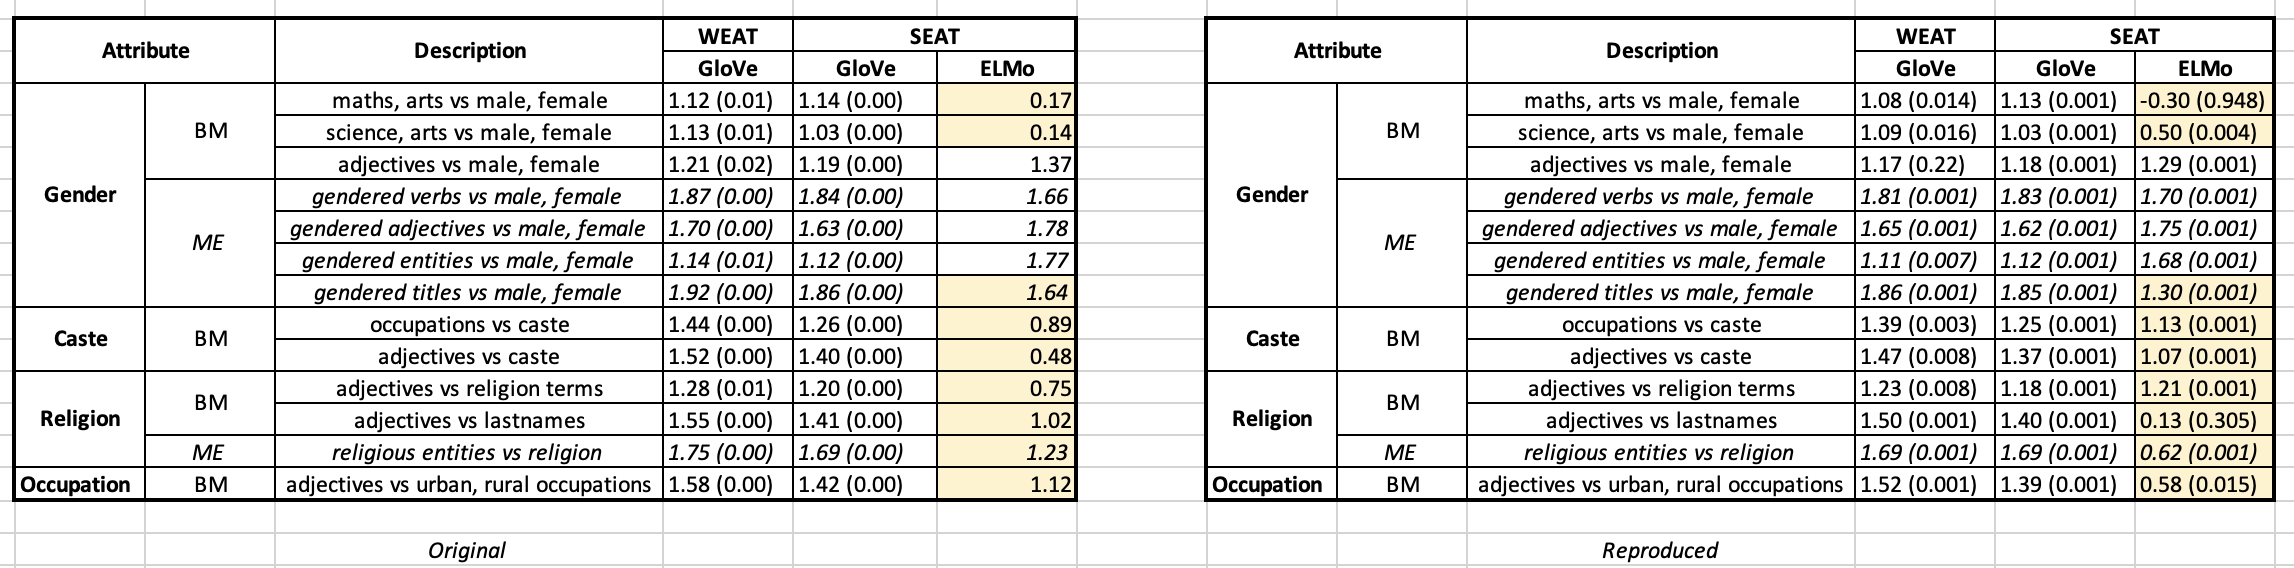 Attribute Description WEAT SEAT
GloVe GloVe ELMo
Gender BM maths, arts vs male, female 1.12 (0.01) 1.14 (0.00) 0.17
science, arts vs male, female 1.13 (0.01) 1.03 (0.00) 0.14
adjectives vs male, female 1.21 (0.02) 1.19 (0.00) 1.37
ME gendered verbs vs male, female 1.87 (0.00) 1.84 (0.00) 1.66
gendered adjectives vs male, female 1.70 (0.00) 1.63 (0.00) 1.78
gendered entities vs male, female 1.14 (0.01) 1.12 (0.00) 1.77
gendered titles vs male, female 1.92 (0.00) 1.86 (0.00) 1.64
Caste BM occupations vs caste 1.44 (0.00) 1.26 (0.00) 0.89
adjectives vs caste 1.52 (0.00) 1.40 (0.00) 0.48
Religion BM adjectives vs religion terms 1.28 (0.01) 1.20 (0.00) 0.75
adjectives vs lastnames 1.55 (0.00) 1.41 (0.00) 1.02
ME religious entities vs religion 1.75 (0.00) 1.69 (0.00) 1.23
Occupation BM adjectives vs urban, rural occupations 1.58 (0.00) 1.42 (0.00) 1.12
Original
Attribute Description WEAT SEAT
GloVe GloVe ELMo
Gender BM maths, arts vs male, female 1.08 (0.014) 1.13 (0.001) -0.30 (0.948)
science, arts vs male, female 1.09 (0.016) 1.03 (0.001) 0.50 (0.004)
adjectives vs male, female 1.17 (0.22) 1.18 (0.001) 1.29 (0.001)
ME gendered verbs vs male, female 1.81 (0.001) 1.83 (0.001) 1.70 (0.001)
gendered adjectives vs male, female 1.65 (0.001) 1.62 (0.001) 1.75 (0.001)
gendered entities vs male, female 1.11 (0.007) 1.12 (0.001) 1.68 (0.001)
gendered titles vs male, female 1.86 (0.001) 1.85 (0.001) 1.30 (0.001)
Caste BM occupations vs caste 1.39 (0.003) 1.25 (0.001) 1.13 (0.001)
adjectives vs caste 1.47 (0.008) 1.37 (0.001) 1.07 (0.001)
Religion BM adjectives vs religion terms 1.23 (0.008) 1.18 (0.001) 1.21 (0.001)
adjectives vs lastnames 1.50 (0.001) 1.40 (0.001) 0.13 (0.305)
ME religious entities vs religion 1.69 (0.001) 1.69 (0.001) 0.62 (0.001)
Occupation BM adjectives vs urban, rural occupations 1.52 (0.001) 1.39 (0.001) 0.58 (0.015)
Reproduced